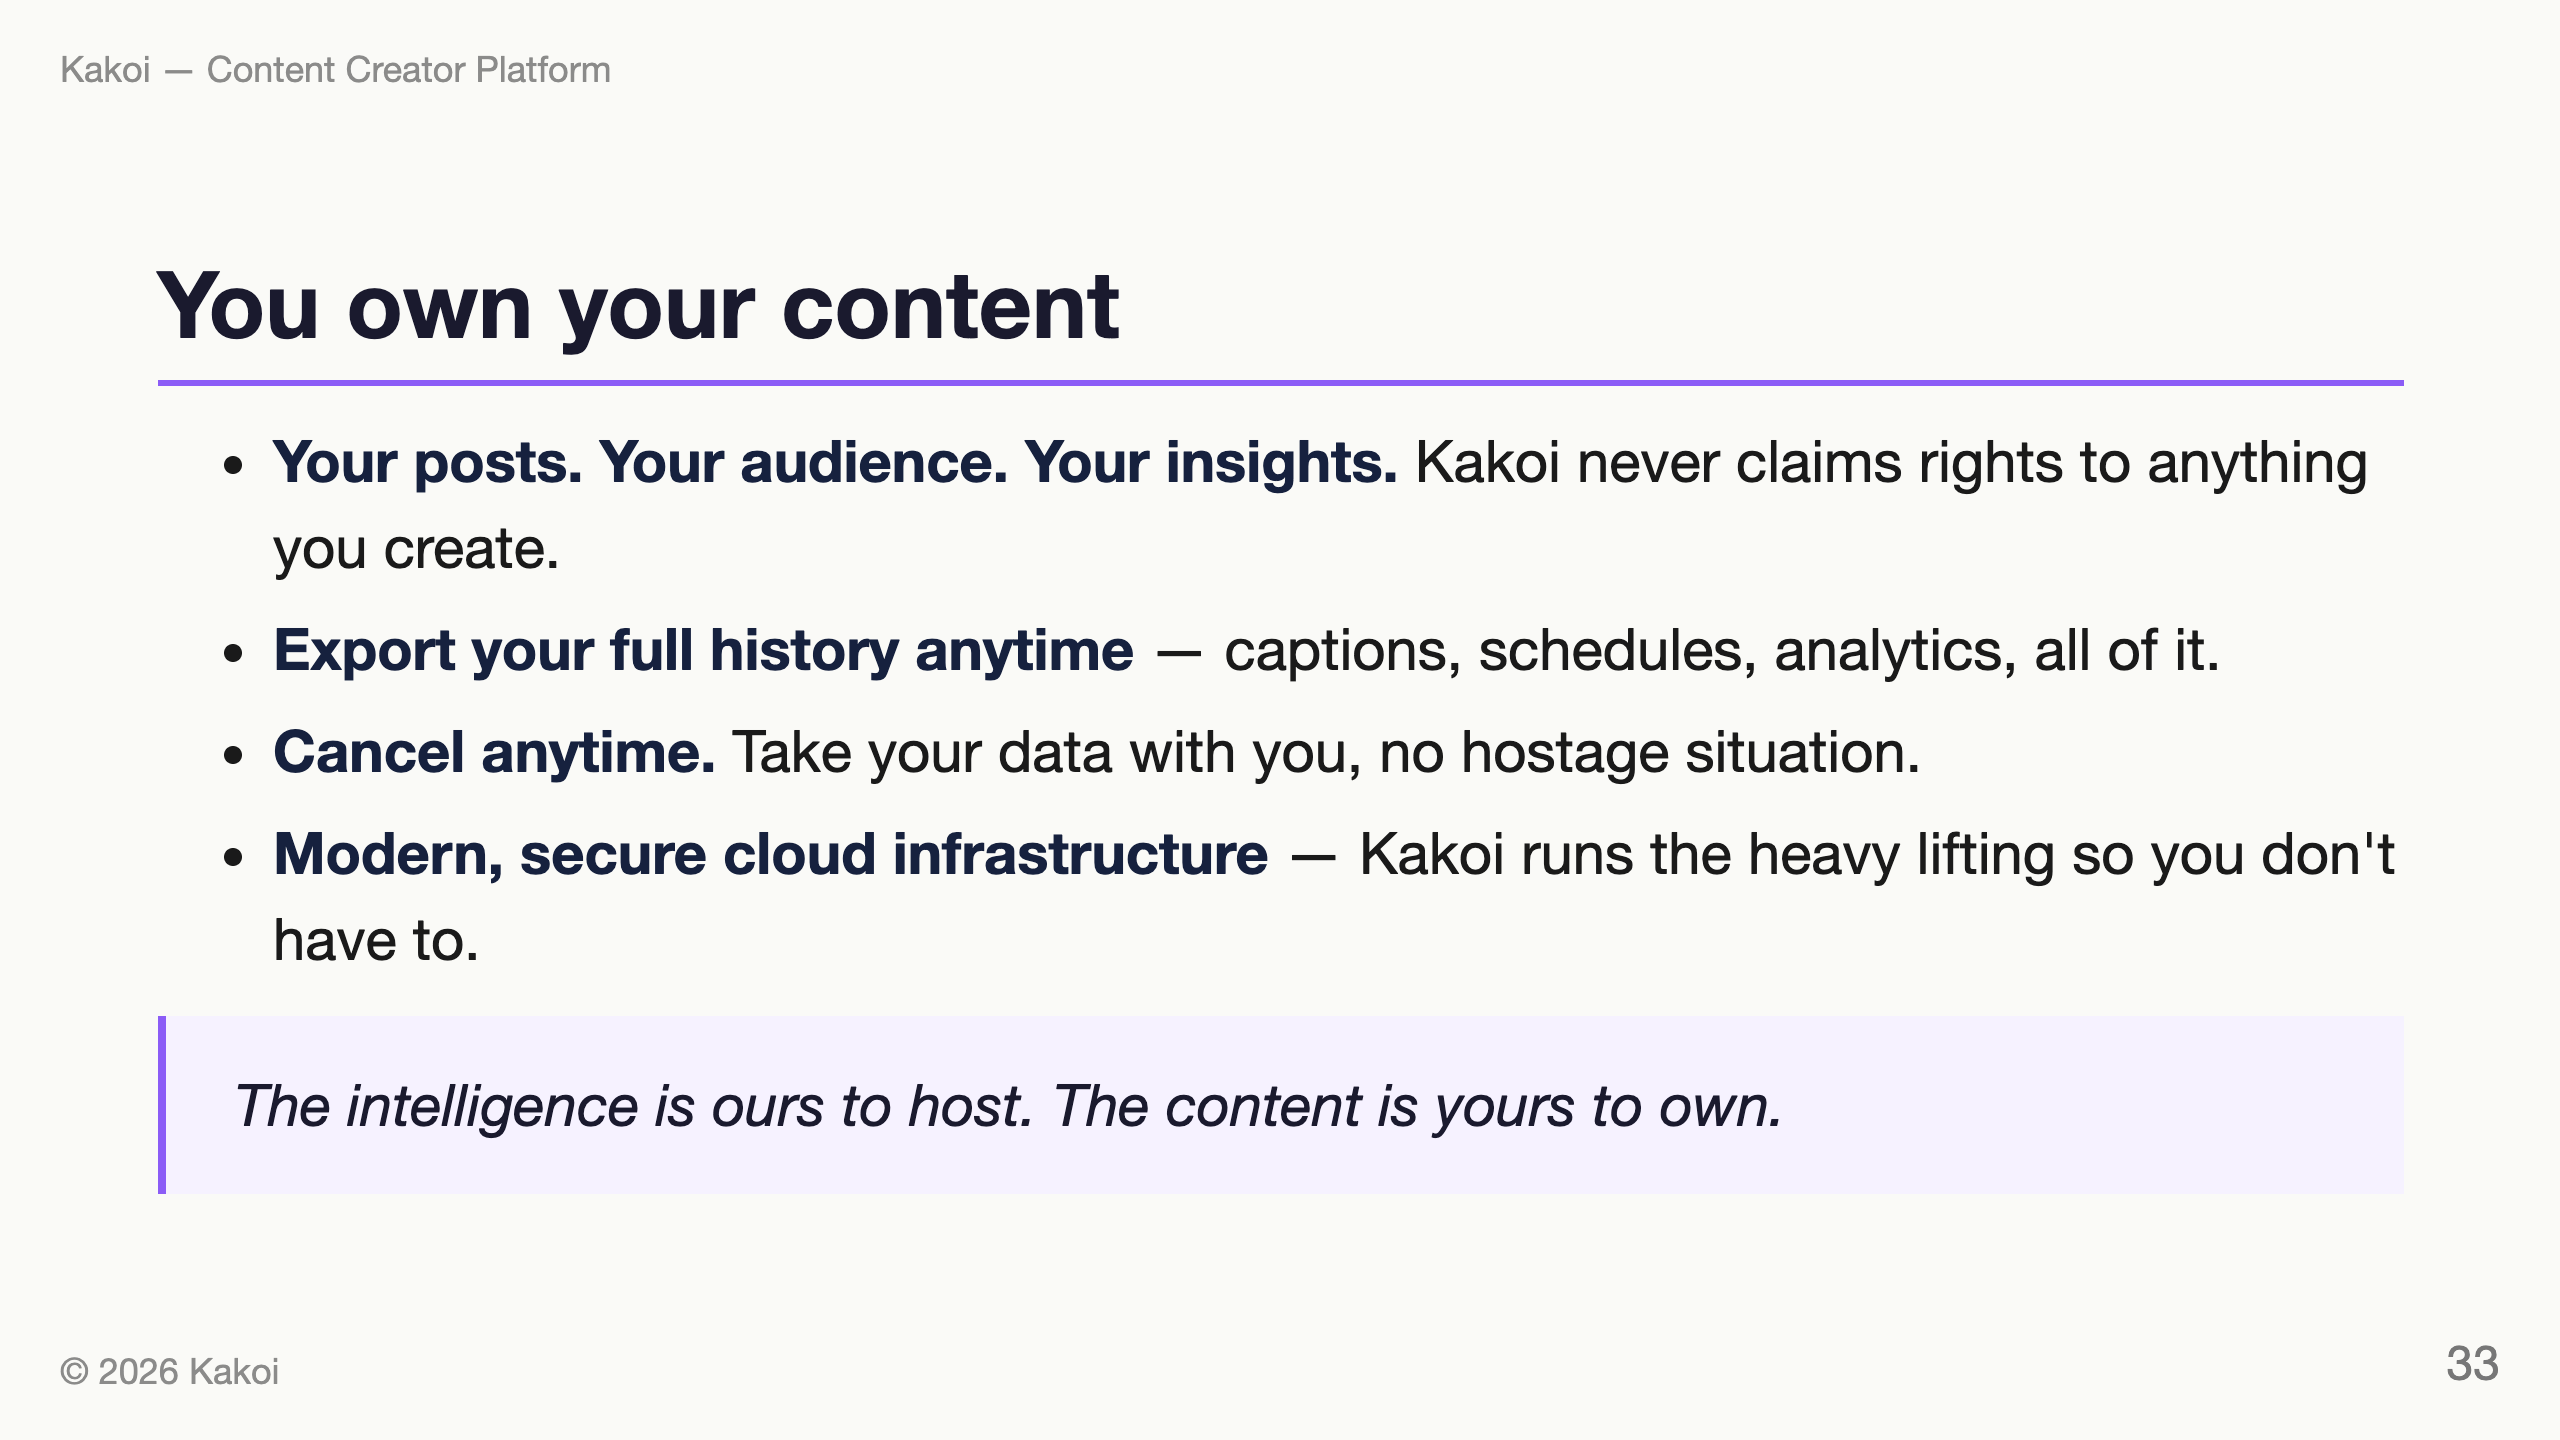 Kakoi — Content Creator Platform
You own your content
• Your posts. Your audience. Your insights. Kakoi never claims rights to anything
you create.
• Export your full history anytime — captions, schedules, analytics, all of it.
• Cancel anytime. Take your data with you, no hostage situation.
• Modern, secure cloud infrastructure — Kakoi runs the heavy lifting so you don't
have to.
The intelligence is ours to host. The content is yours to own.
© 2026 Kakoi
33